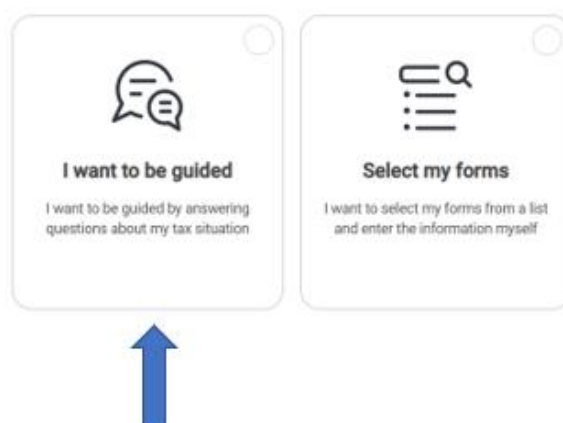 I want to be guided
I want to be guided by answering
questions about my tax situation
Select my forms
I want to select my forms from a list
and enter the information myself